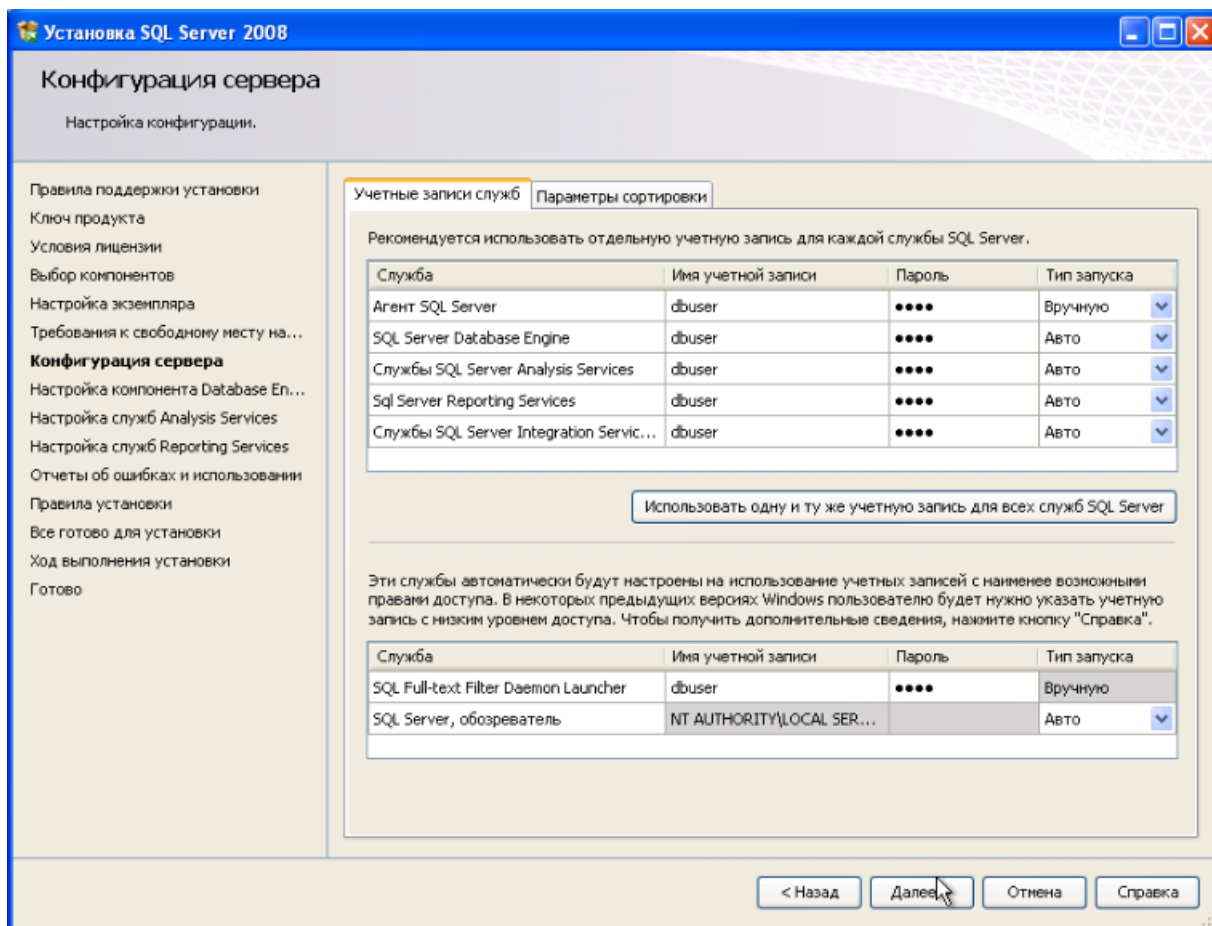 Установка SQL Server 2008
Конфигурация сервера
Настройка конфигурации.
Правила поддержки установки
Ключ продукта
Условия лицензии
Выбор компонентов
Настройка экземпляра
Требования к свободному месту на...
Конфигурация сервера
Настройка компонента Database En...
Настройка служб Analysis Services
Настройка служб Reporting Services
Отчеты об ошибках и использовании
Правила установки
Все готово для установки
Ход выполнения установки
Готово
Учетные записи служб Параметры сортировки
Рекомендуется использовать отдельную учетную запись для каждой службы SQL Server.
Служба Имя учетной записи Пароль Тип запуска
Агент SQL Server dbuser •••• Вручную
SQL Server Database Engine dbuser •••• Авто
Службы SQL Server Analysis Services dbuser •••• Авто
Sql Server Reporting Services dbuser •••• Авто
Службы SQL Server Integration Servic... dbuser •••• Авто
Использовать одну и ту же учетную запись для всех служб SQL Server
Эти службы автоматически будут настроены на использование учетных записей с наименее возможными
правами доступа. В некоторых предыдущих версиях Windows пользователю будет нужно указать учетную
запись с низким уровнем доступа. Чтобы получить дополнительные сведения, нажмите кнопку "Справка".
Служба Имя учетной записи Пароль Тип запуска
SQL Full-text Filter Daemon Launcher dbuser •••• Вручную
SQL Server, обозреватель NT AUTHORITY\LOCAL SER... Авто
< Назад Далее Отмена Справка